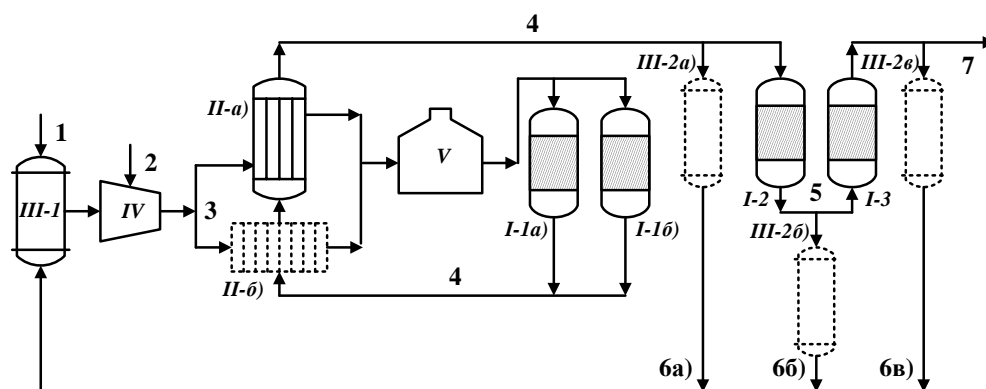 4
III-2а)
III-2в)
7
II-а)
1
2
V
III-1
IV
3
I-1а)
I-1б)
I-2
5
I-3
III-2б)
II-б)
4
6а)
6б)
6в)